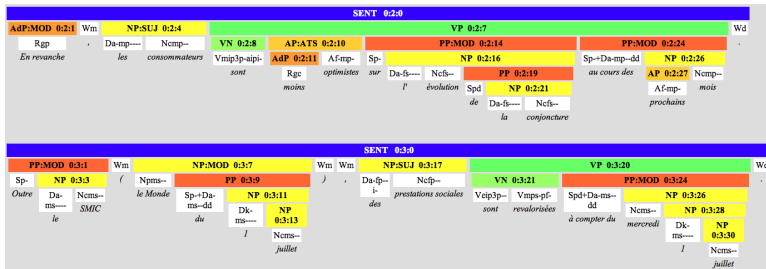 SENT 0:2:0
AdP:MOD 0:2:1 Wm NP:SUJ 0:2:4 VP 0:2:7 Wd
Rgp , Da-mp---- Ncmp-- VN 0:2:8 AP:ATS 0:2:10 PP:MOD 0:2:14 PP:MOD 0:2:24 .
En revanche les consommateurs Vmip3p-aipi- AdP 0:2:11 Af-mp- Sp- NP 0:2:16 Sp-+Da-mp--dd NP 0:2:26
sont Rgc optimistes sur Da-fs---- Ncfs-- PP 0:2:19 au cours des AP 0:2:27 Ncmp--
moins l' évolution Spd NP 0:2:21 Af-mp- mois
de Da-fs---- Ncfs-- prochains
la conjoncture
SENT 0:3:0
PP:MOD 0:3:1 Wm NP:MOD 0:3:7 Wm Wm NP:SUJ 0:3:17 VP 0:3:20 Wd
Sp- NP 0:3:3 ( Npms-- PP 0:3:9 ) , Da-fp--i- Ncfp-- VN 0:3:21 PP:MOD 0:3:24 .
Outre Da-ms---- Ncms-- le Monde Sp-+Da-ms--dd NP 0:3:11 des prestations sociales Veip3p-- Vmps-pf- Spd+Da-ms--dd NP 0:3:26
le SMIC du Dk-ms---- NP 0:3:13 sont revalorisées à compter du Ncms-- NP 0:3:28
1 Ncms-- mercredi Dk-ms---- NP 0:3:30
juillet 1 Ncms--
juillet